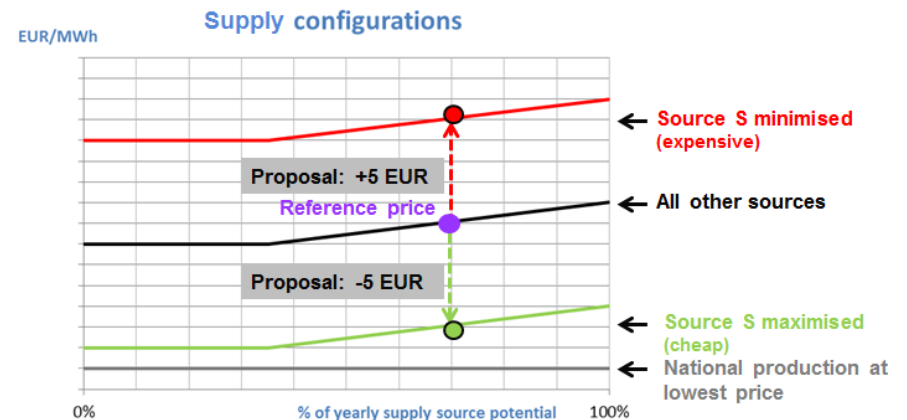 Supply configurations
EUR/MWh
Source S minimised
(expensive)
Proposal: +5 EUR
Reference price
All other sources
Proposal: -5 EUR
Source S maximised
(cheap)
National production at
lowest price
0%
% of yearly supply source potential
100%